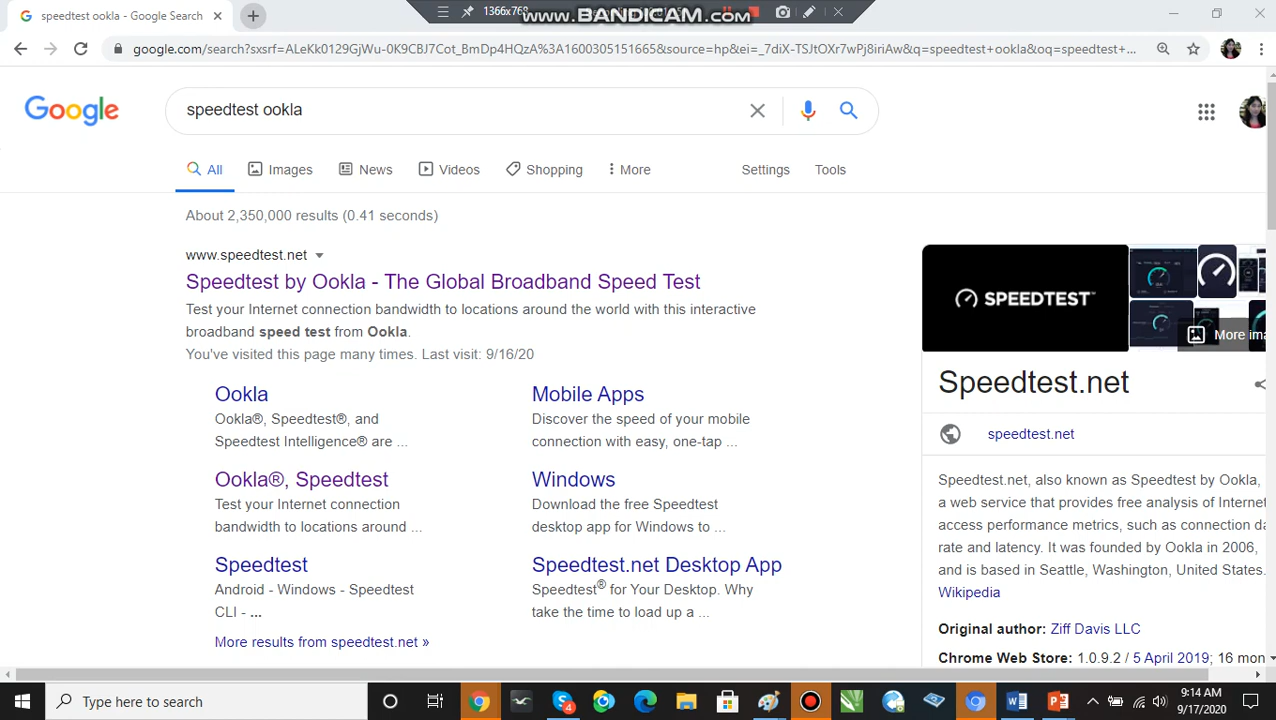 speedtest ookla - Google Search
1366x768
www.BANDICAM.com
google.com/search?sxsrf=ALeKk0129GjWu-0K9CBJ7Cot_BmDp4HQzA%3A1600305151665&source=hp&ei=_7diX-TSJtOXr7wPj8iriAw&q=speedtest+ookla&oq=speedtest+...
Google
speedtest ookla
All
Images
News
Videos
Shopping
More
Settings
Tools
About 2,350,000 results (0.41 seconds)
www.speedtest.net
Speedtest by Ookla - The Global Broadband Speed Test
Test your Internet connection bandwidth to locations around the world with this interactive
broadband speed test from Ookla.
You've visited this page many times. Last visit: 9/16/20
Ookla
Ookla®, Speedtest®, and
Speedtest Intelligence® are ...
Mobile Apps
Discover the speed of your mobile
connection with easy, one-tap ...
Ookla®, Speedtest
Test your Internet connection
bandwidth to locations around ...
Windows
Download the free Speedtest
desktop app for Windows to ...
Speedtest
Android - Windows - Speedtest
CLI - ...
Speedtest.net Desktop App
Speedtest® for Your Desktop. Why
take the time to load up a ...
More results from speedtest.net »
SPEEDTEST™
More ima
Speedtest.net
speedtest.net
Speedtest.net, also known as Speedtest by Ookla,
a web service that provides free analysis of Internet
access performance metrics, such as connection da
rate and latency. It was founded by Ookla in 2006,
and is based in Seattle, Washington, United States.
Wikipedia
Original author: Ziff Davis LLC
Chrome Web Store: 1.0.9.2 / 5 April 2019; 16 mon
Type here to search
4
9:14 AM
9/17/2020